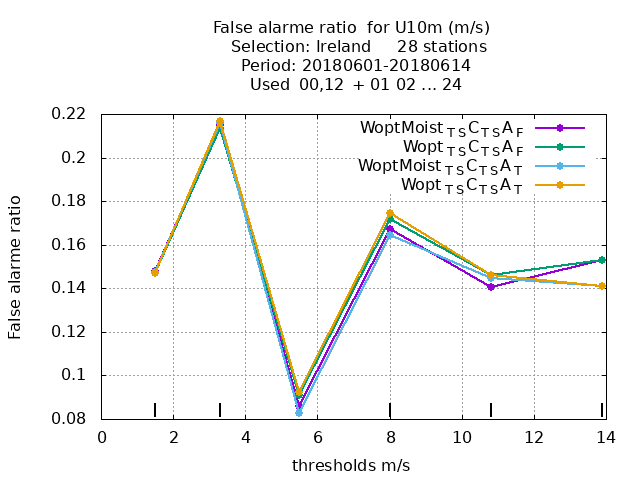 False alarme ratio  for U10m (m/s)
Selection: Ireland     28 stations
Period: 20180601-20180614
Used  00,12  + 01 02 ... 24
WoptMoist TS C TS A F
Wopt TS C TS A F
WoptMoist TS C TS A T
Wopt TS C TS A T
False alarme ratio
0.22
0.2
0.18
0.16
0.14
0.12
0.1
0.08
0 2 4 6 8 10 12 14
thresholds m/s